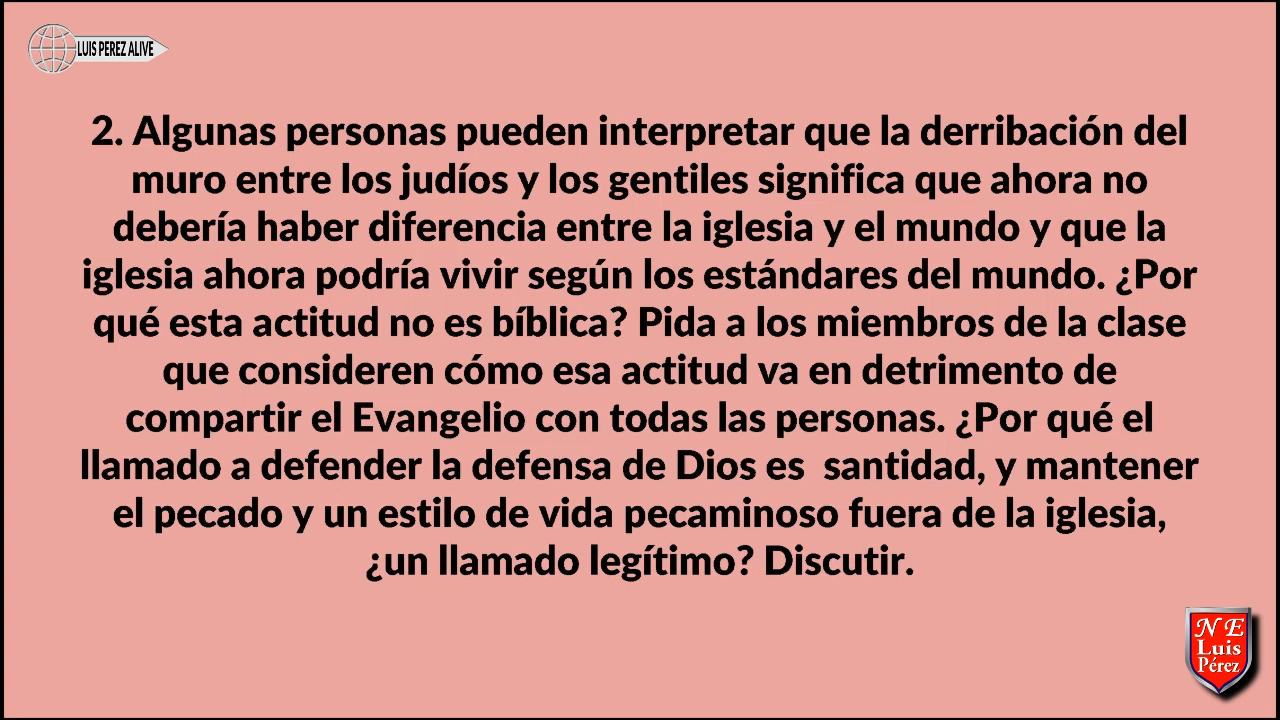 LUIS PEREZ ALIVE
2. Algunas personas pueden interpretar que la derribación del
muro entre los judíos y los gentiles significa que ahora no
debería haber diferencia entre la iglesia y el mundo y que la
iglesia ahora podría vivir según los estándares del mundo. ¿Por
qué esta actitud no es bíblica? Pida a los miembros de la clase
que consideren cómo esa actitud va en detrimento de
compartir el Evangelio con todas las personas. ¿Por qué el
llamado a defender la defensa de Dios es  santidad, y mantener
el pecado y un estilo de vida pecaminoso fuera de la iglesia,
¿un llamado legítimo? Discutir.
N E
Luis
Pérez